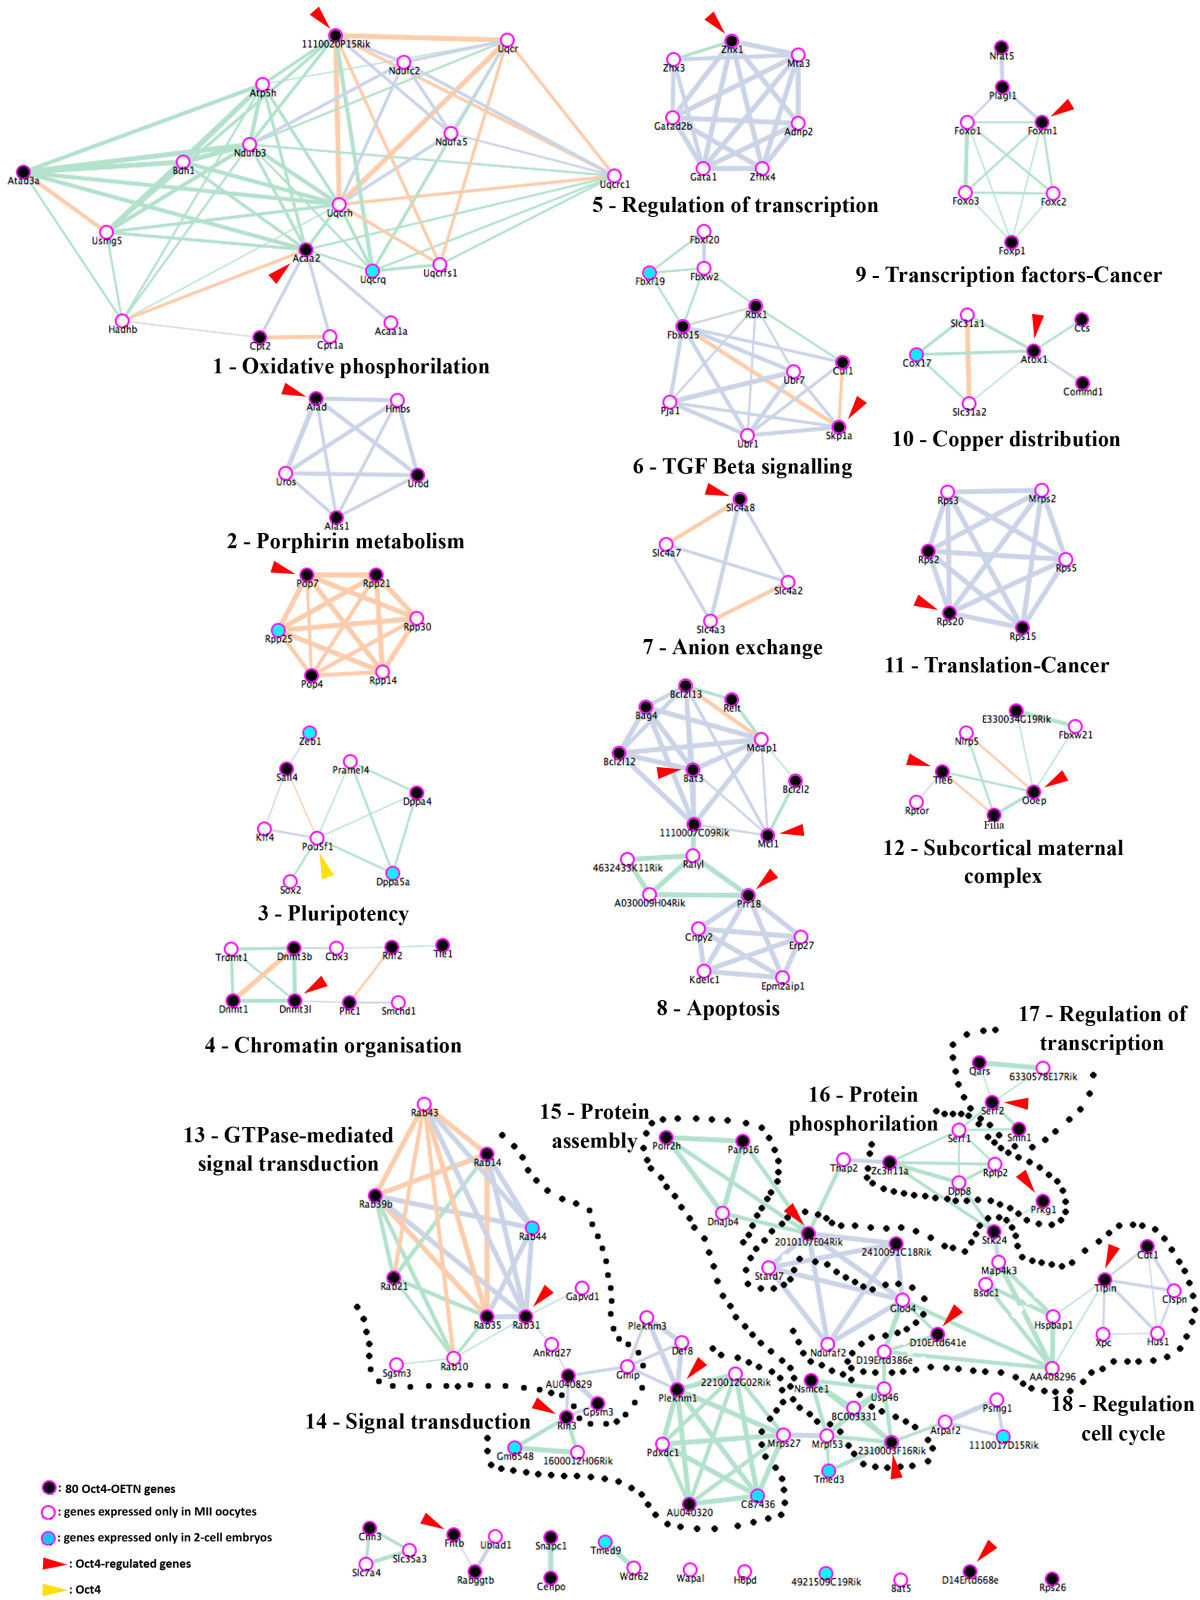 1110020P15Rik
Uqcr
Ndufc2
Atp5h
Ndufa5
Ndufb3
Bdh1
Atad3a
Uqcrc1
Uqcrh
Usmg5
Acaa2
Uqcrq
Uqcrfs1
Hadhb
Cpt2
Cpt1a
Acaa1a
1 - Oxidative phosphorilation
Alad
Hmbs
Uros
Urod
Alas1
2 - Porphirin metabolism
Pop7
Rpp21
Rpp30
Rpp25
Pop4
Rpp14
Zeb1
Sall4
Pramel4
Dppa4
Klf4
Pou5f1
Sox2
Dppa5a
3 - Pluripotency
Trdmt1
Dnmt3b
Cbx3
Rnf2
Tle1
Dnmt1
Dnmt3l
Phc1
Smchd1
4 - Chromatin organisation
Zhx1
Zhx3
Mta3
Gatad2b
Adnp2
Gata1
Zfhx4
5 - Regulation of transcription
Fbxl20
Fbxl19
Fbxw2
Rbx1
Fbxo15
Cul1
Ubr7
Pja1
Ubr1
Skp1a
6 - TGF Beta signalling
Slc4a8
Slc4a7
Slc4a2
Slc4a3
7 - Anion exchange
Bcl2l13
Relt
Bag4
Moap1
Bcl2l12
Bat3
Bcl2l2
1110007C09Rik
Mcl1
Ralyl
4632433K11Rik
A030009H04Rik
Prr18
Cnpy2
Erp27
Kdelc1
Epm2aip1
8 - Apoptosis
Nfat5
Plagl1
Foxo1
Foxm1
Foxo3
Foxc2
Foxp1
9 - Transcription factors-Cancer
Slc31a1
Ccs
Cox17
Atox1
Commd1
Slc31a2
10 - Copper distribution
Rps3
Mrps2
Rps2
Rps5
Rps20
Rps15
11 - Translation-Cancer
E330034G19Rik
Nlrp5
Fbxw21
Tle6
Ooep
Rptor
Filia
12 - Subcortical maternal
complex
17 - Regulation of
transcription
Qars
6330578E17Rik
Serf2
Smn1
16 - Protein
phosphorilation
Serf1
Thap2
Zc3h11a
Rplp2
Dpp8
Prkg1
Stk24
15 - Protein
assembly
Polr2h
Parp16
Dnajb4
2010107E04Rik
2410091C18Rik
Stard7
Glod4
Ndufaf2
D10Ertd641e
D19Ertd386e
Map4k3
Bsdc1
Hspbap1
AA408296
Cdt1
Tipin
Clspn
Xpc
Hus1
18 - Regulation
cell cycle
13 - GTPase-mediated
signal transduction
Rab43
Rab14
Rab39b
Rab44
Rab21
Rab35
Rab31
Gapvd1
Sgsm3
Rab10
Ankrd27
Plekhm3
Def8
Gmip
AU040829
Gpsm3
Rin3
14 - Signal transduction
Gm6548
1600012H06Rik
Plekhm1
2210012G02Rik
Pdxdc1
Mrps27
AU040320
C87436
Nsmce1
Usp46
BC003331
Mrpl53
2310003F16Rik
Tmed3
Atpaf2
Psmg1
1110017D15Rik
: 80 Oct4-OETN genes
: genes expressed only in MII oocytes
: genes expressed only in 2-cell embryos
: Oct4-regulated genes
: Oct4
Cnn3
Slc35a3
Slc7a4
Fntb
Ubiad1
Rabggtb
Snapc1
Cenpo
Tmed9
Wdr62
Wapal
H6pd
4921509C19Rik
Bat5
D14Ertd668e
Rps26